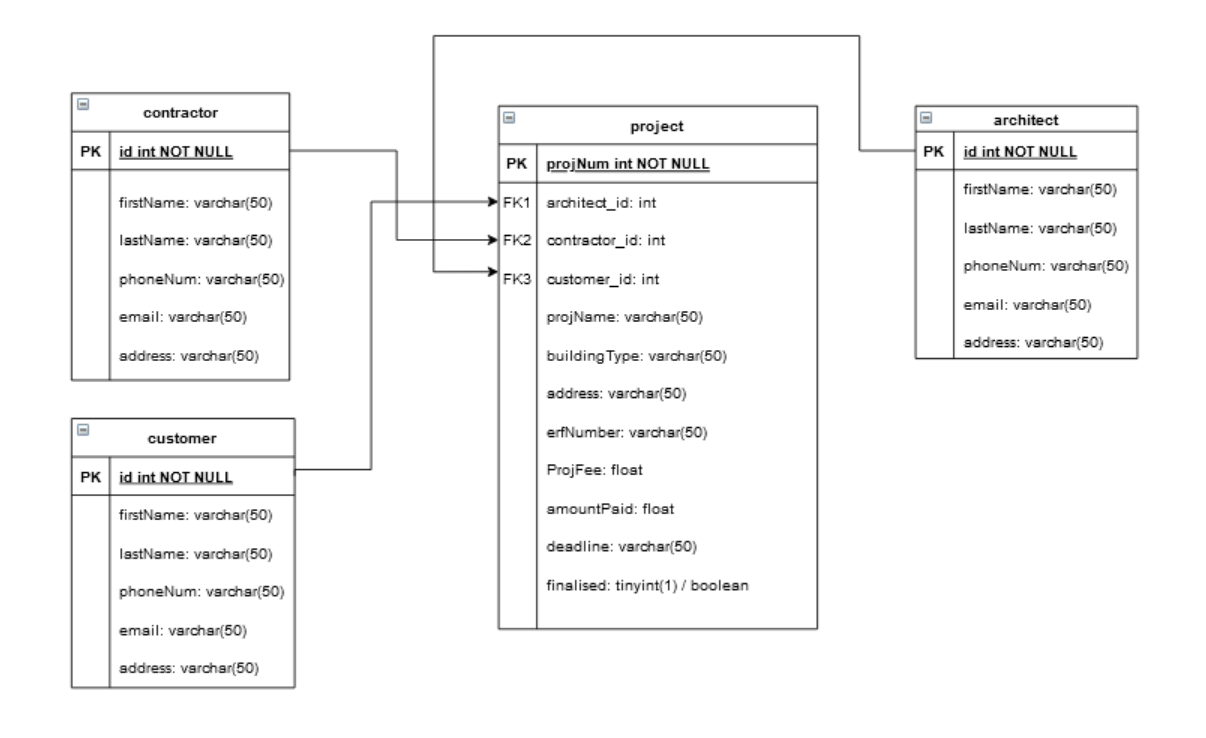 contractor
PK id int NOT NULL
firstName: varchar(50)
lastName: varchar(50)
phoneNum: varchar(50)
email: varchar(50)
address: varchar(50)
customer
PK id int NOT NULL
firstName: varchar(50)
lastName: varchar(50)
phoneNum: varchar(50)
email: varchar(50)
address: varchar(50)
project
PK projNum int NOT NULL
FK1 architect_id: int
FK2 contractor_id: int
FK3 customer_id: int
projName: varchar(50)
buildingType: varchar(50)
address: varchar(50)
erfNumber: varchar(50)
ProjFee: float
amountPaid: float
deadline: varchar(50)
finalised: tinyint(1) / boolean
architect
PK id int NOT NULL
firstName: varchar(50)
lastName: varchar(50)
phoneNum: varchar(50)
email: varchar(50)
address: varchar(50)